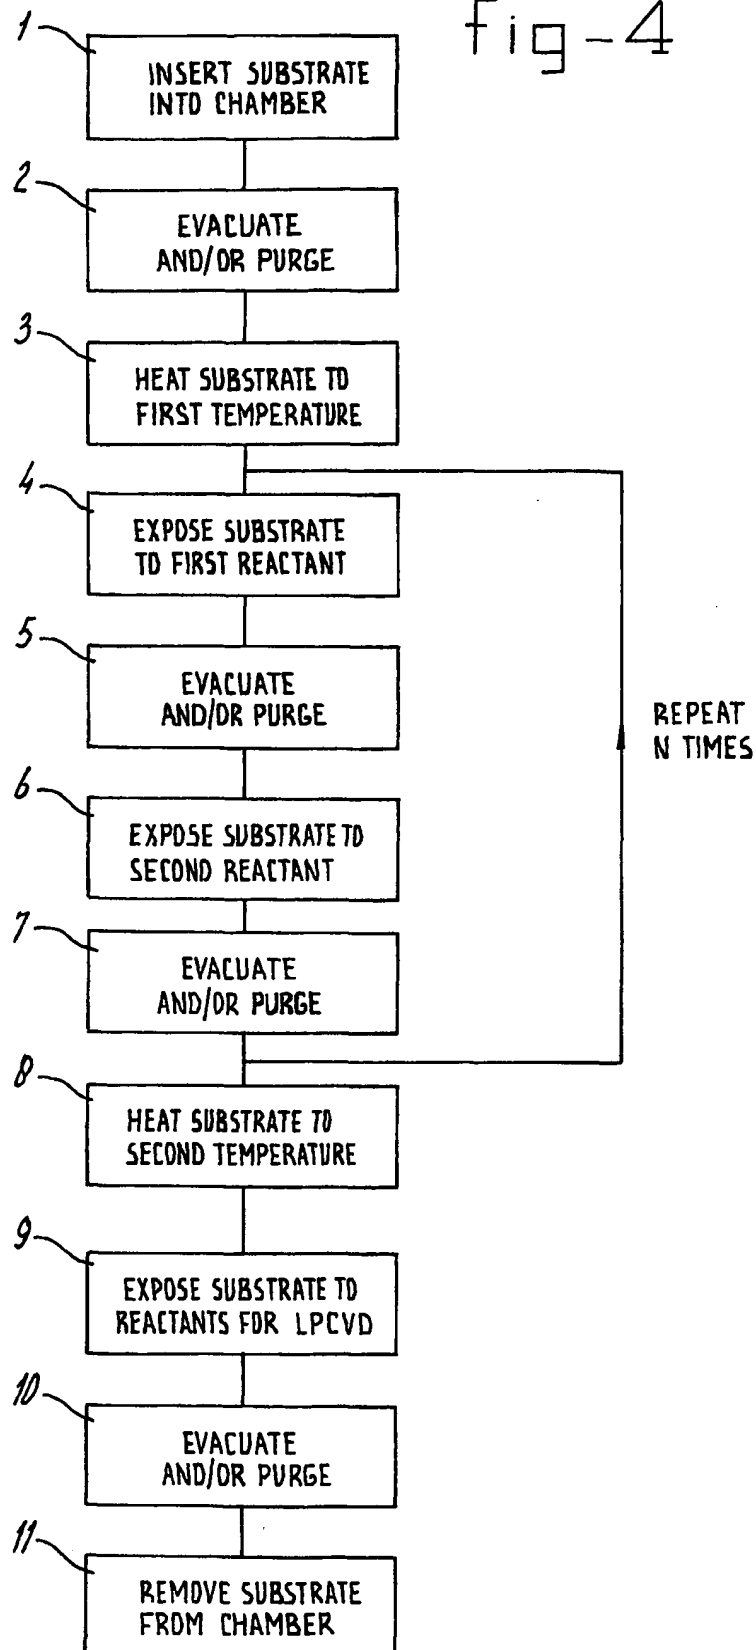 fig-4
1
INSERT SUBSTRATE
INTO CHAMBER
2
EVACUATE
AND/OR PURGE
3
HEAT SUBSTRATE TO
FIRST TEMPERATURE
4
EXPOSE SUBSTRATE
TO FIRST REACTANT
5
EVACUATE
AND/OR PURGE
REPEAT
N TIMES
6
EXPOSE SUBSTRATE TO
SECOND REACTANT
7
EVACUATE
AND/OR PURGE
8
HEAT SUBSTRATE TO
SECOND TEMPERATURE
9
EXPOSE SUBSTRATE TO
REACTANTS FOR LPCVD
10
EVACUATE
AND/OR PURGE
11
REMOVE SUBSTRATE
FROM CHAMBER